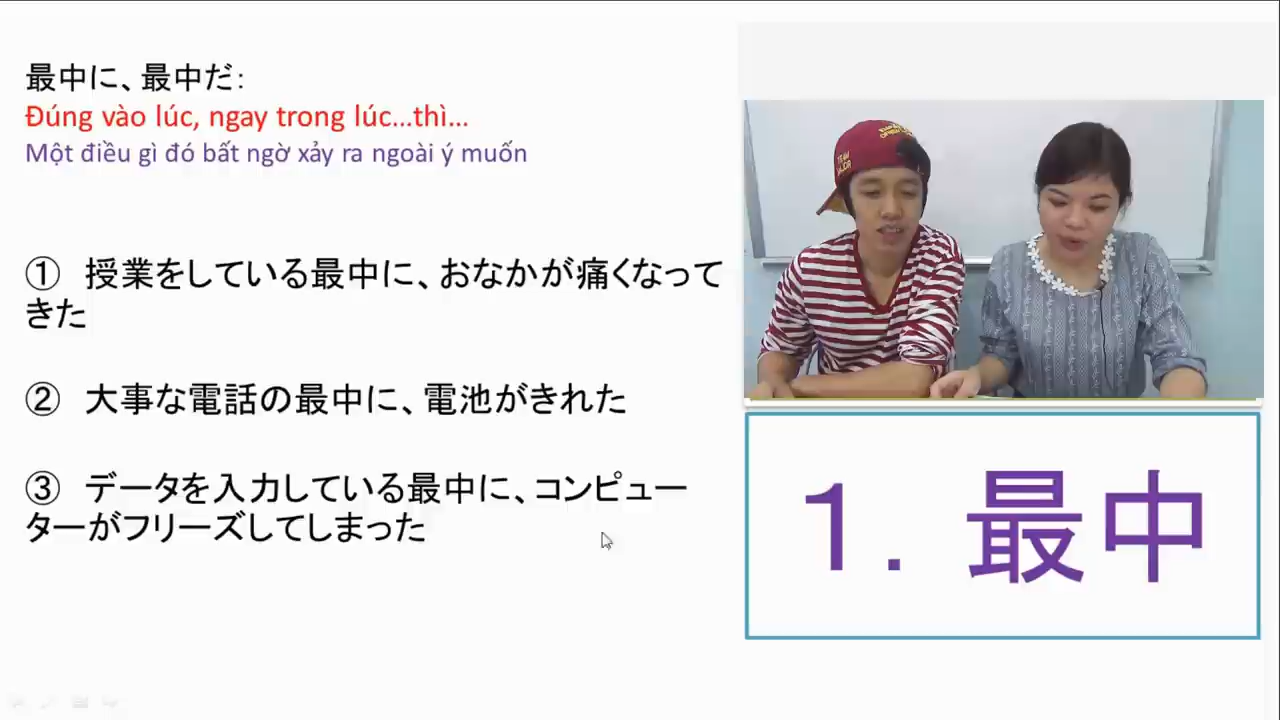 最中に、最中だ：
Đúng vào lúc, ngay trong lúc…thì…
Một điều gì đó bất ngờ xảy ra ngoài ý muốn
① 授業をしている最中に、おなかが痛くなって
きた
② 大事な電話の最中に、電池がきれた
③ データを入力している最中に、コンピュー
ターがフリーズしてしまった
1. 最中